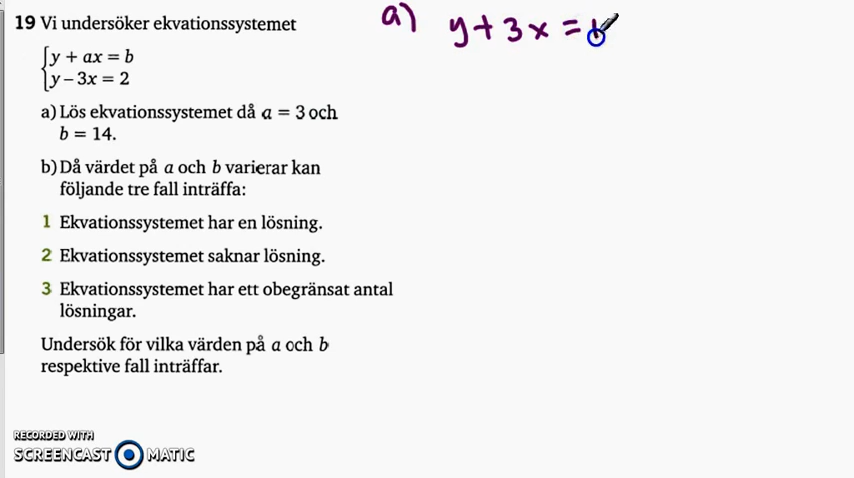 19 Vi undersöker ekvationssystemet
y + ax = b
y – 3x = 2
a) Lös ekvationssystemet då a = 3 och
b = 14.
b) Då värdet på a och b varierar kan
följande tre fall inträffa:
1 Ekvationssystemet har en lösning.
2 Ekvationssystemet saknar lösning.
3 Ekvationssystemet har ett obegränsat antal
lösningar.
Undersök för vilka värden på a och b
respektive fall inträffar.
a) y + 3x =
RECORDED WITH
SCREENCAST MATIC